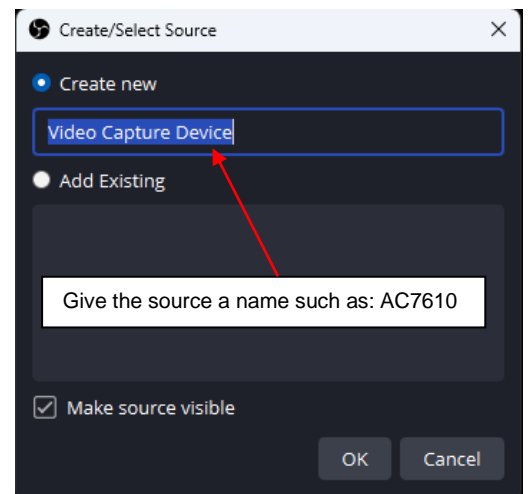 Create/Select Source
Create new
Video Capture Device
Add Existing
Give the source a name such as: AC7610
Make source visible
OK Cancel